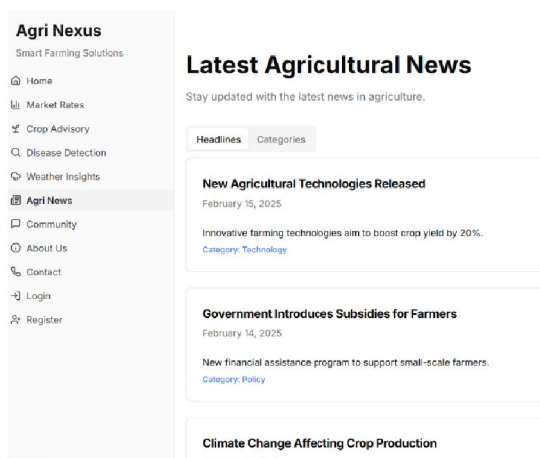 Agri Nexus
Smart Farming Solutions
Home
Market Rates
Crop Advisory
Disease Detection
Weather Insights
Agri News
Community
About Us
Contact
Login
Register
Latest Agricultural News
Stay updated with the latest news in agriculture.
Headlines Categories
New Agricultural Technologies Released
February 15, 2025
Innovative farming technologies aim to boost crop yield by 20%.
Category: Technology
Government Introduces Subsidies for Farmers
February 14, 2025
New financial assistance program to support small-scale farmers.
Category: Policy
Climate Change Affecting Crop Production